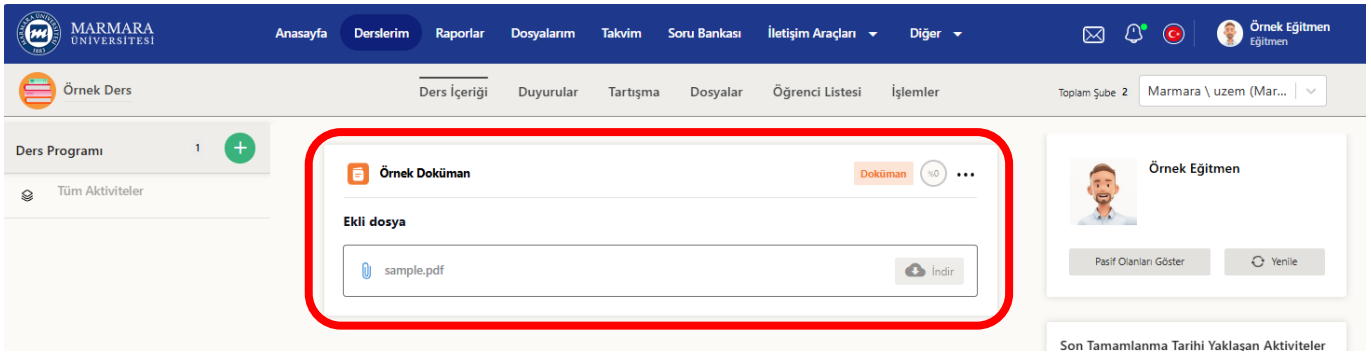 MARMARA
ÜNİVERSİTESİ
Anasayfa Derslerim Raporlar Dosyalarım Takvim Soru Bankası İletişim Araçları Diğer
Örnek Eğitmen
Eğitmen
Örnek Ders
Ders İçeriği Duyurular Tartışma Dosyalar Öğrenci Listesi İşlemler
Toplam Şube 2 Marmara \ uzem (Mar...
Ders Programı 1 +
Tüm Aktiviteler
Örnek Doküman Doküman %0 ...
Ekli dosya
sample.pdf İndir
Örnek Eğitmen
Pasif Olanları Göster Yenile
Son Tamamlanma Tarihi Yaklaşan Aktiviteler